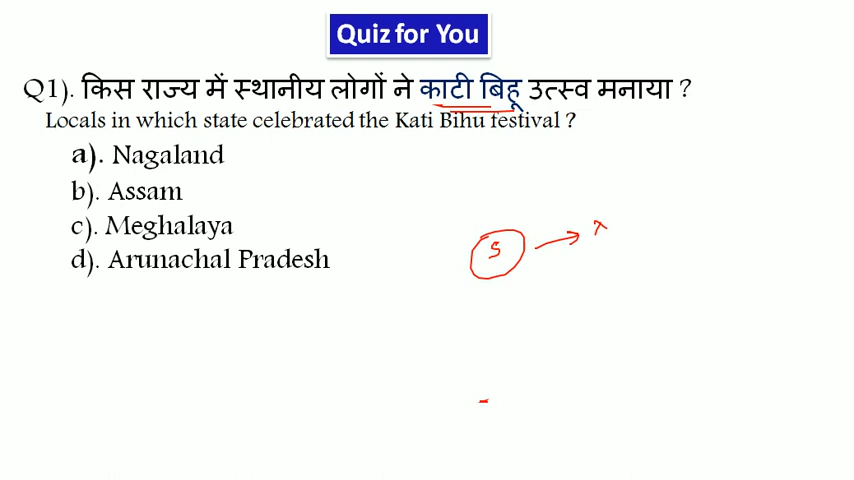 Quiz for You
Q1). किस राज्य में स्थानीय लोगों ने काटी बिहू उत्स्व मनाया ?
Locals in which state celebrated the Kati Bihu festival ?
a). Nagaland
b). Assam
c). Meghalaya
d). Arunachal Pradesh
5